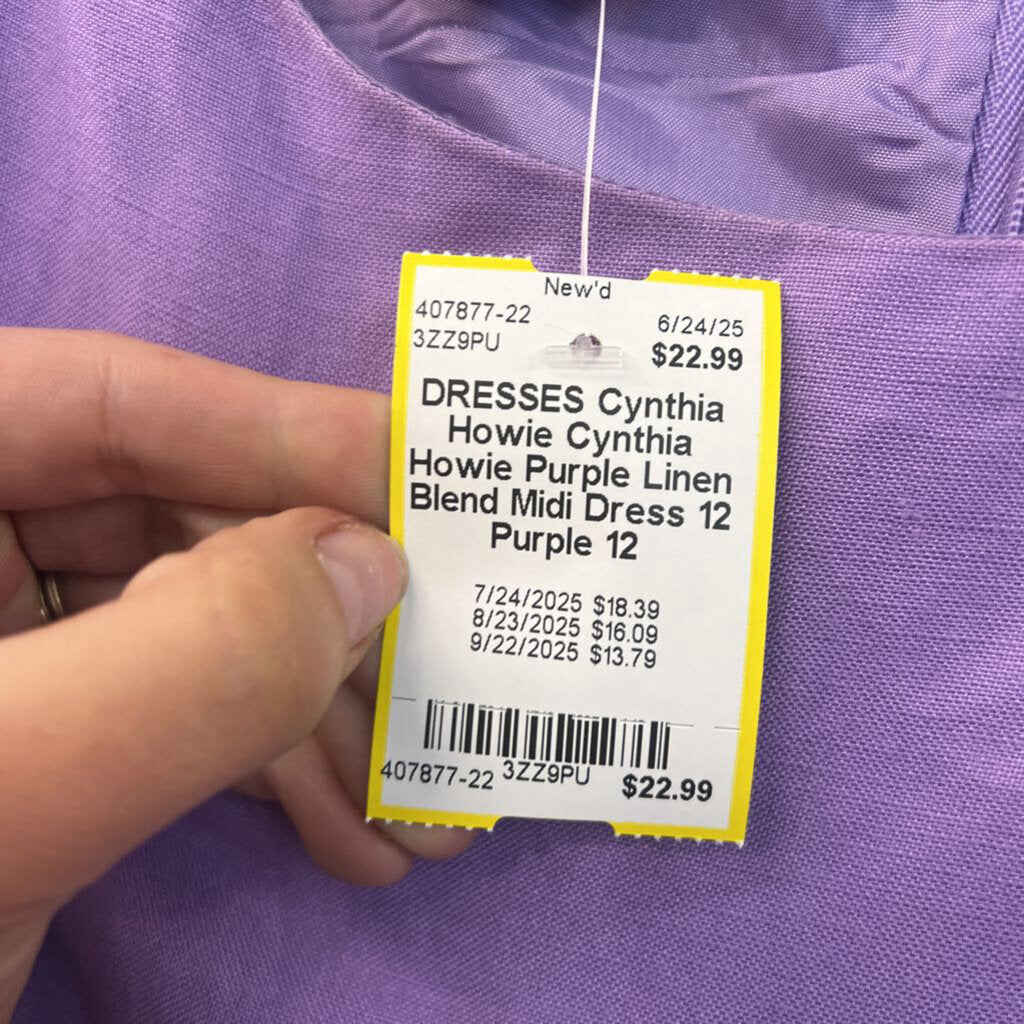 New'd
407877-22 6/24/25
3ZZ9PU $22.99
DRESSES Cynthia
Howie Cynthia
Howie Purple Linen
Blend Midi Dress 12
Purple 12
7/24/2025 $18.39
8/23/2025 $16.09
9/22/2025 $13.79
407877-22 3ZZ9PU $22.99